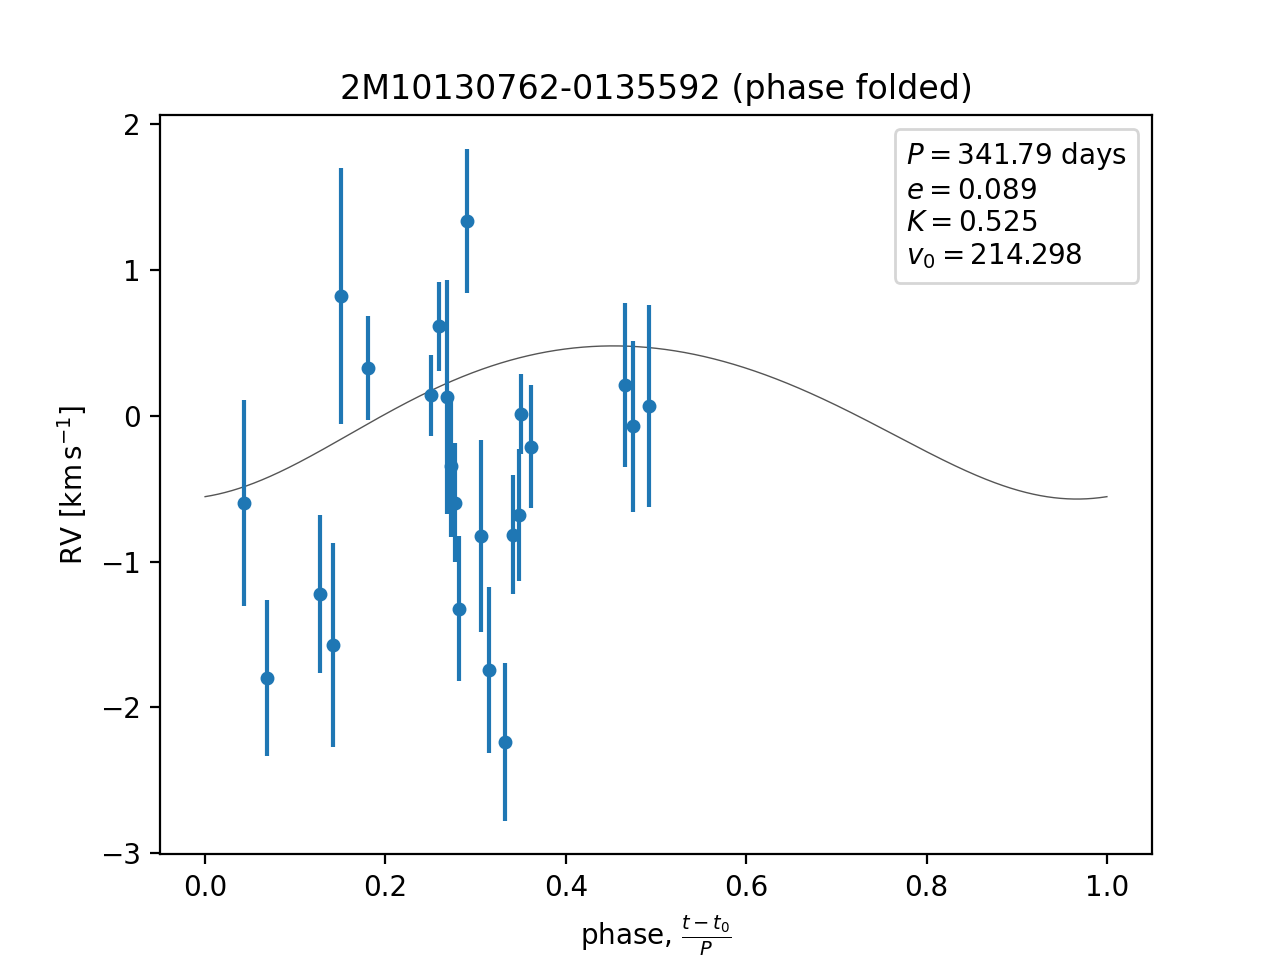 2M10130762-0135592 (phase folded)
P = 341.79 days
e = 0.089
K = 0.525
v₀ = 214.298
RV [km s⁻¹]
2
1
0
−1
−2
−3
0.0 0.2 0.4 0.6 0.8 1.0
phase, (t − t₀)/P